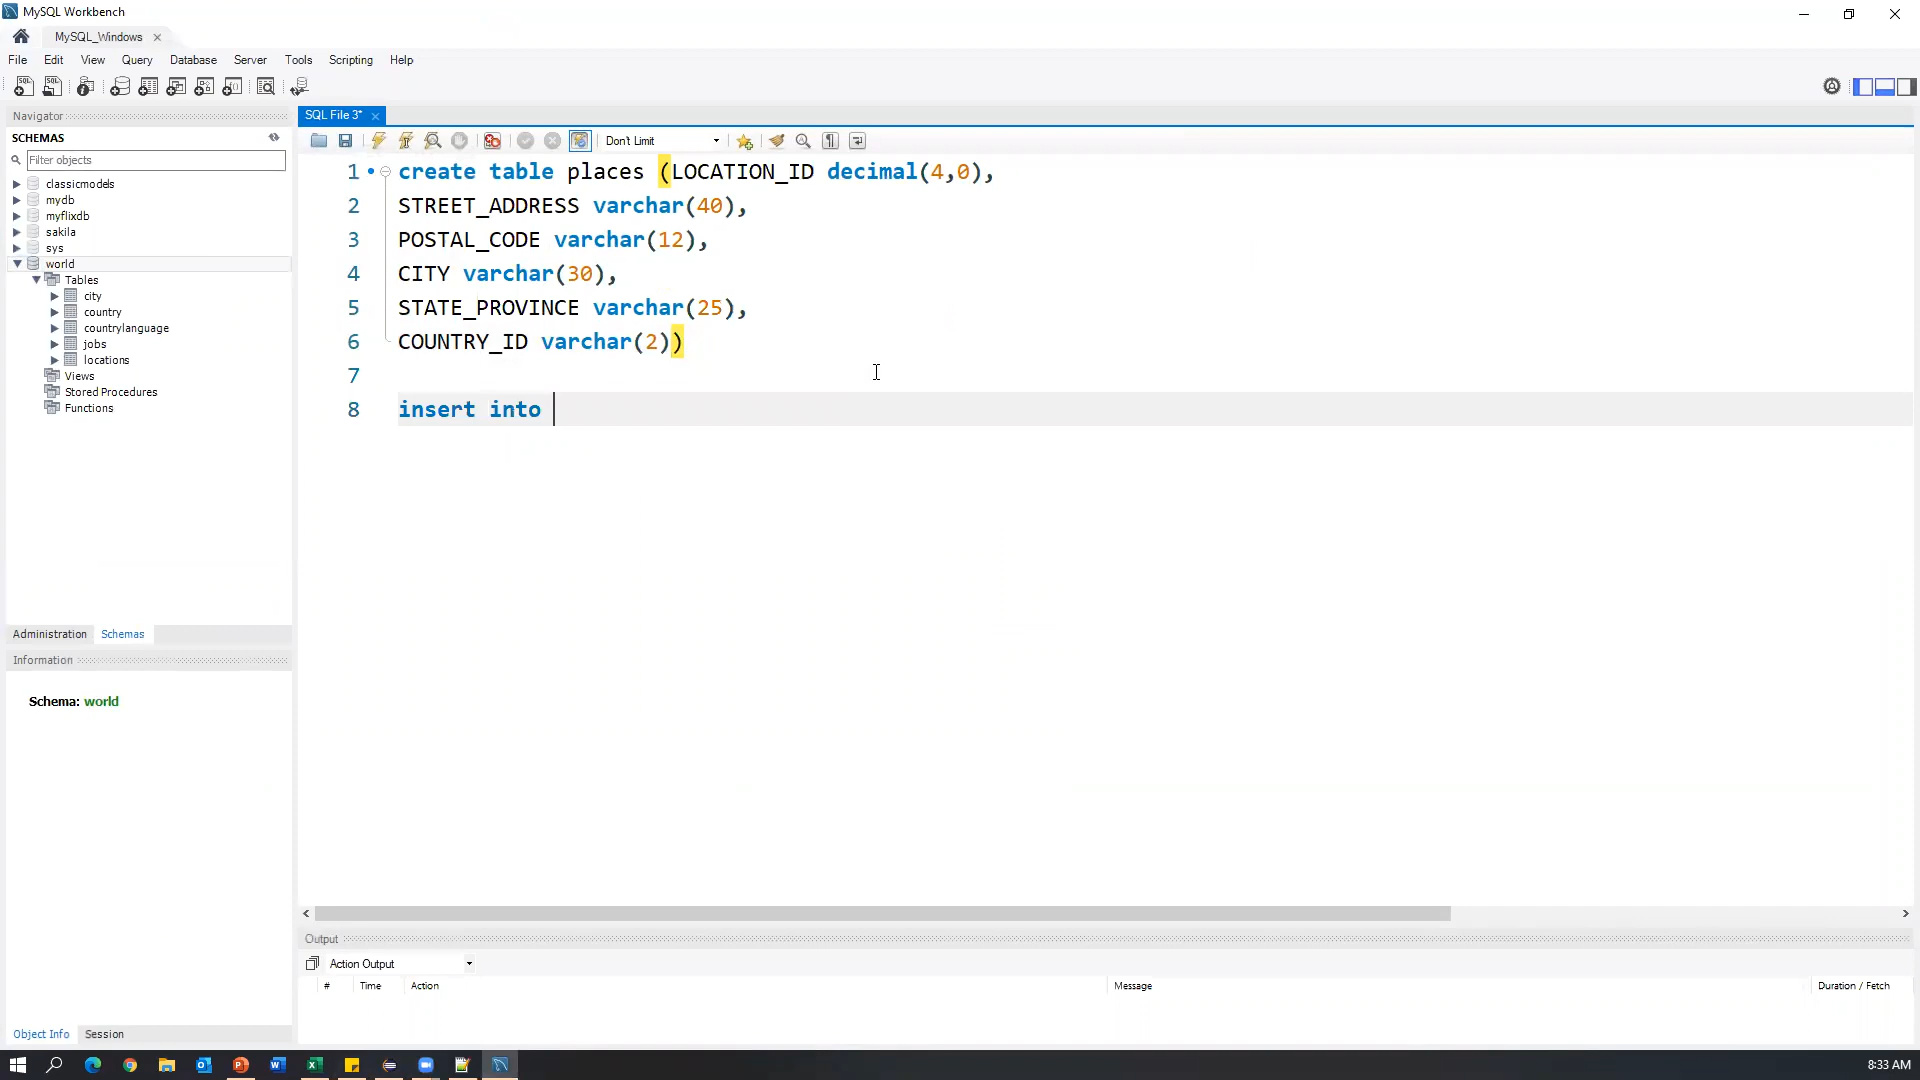 MySQL Workbench
MySQL_Windows
File Edit View Query Database Server Tools Scripting Help
Navigator
SCHEMAS
Filter objects
classicmodels
mydb
myflixdb
sakila
sys
world
Tables
city
country
countrylanguage
jobs
locations
Views
Stored Procedures
Functions
Administration Schemas
Information
Schema: world
Object Info Session
SQL File 3*
Don't Limit
1 create table places (LOCATION_ID decimal(4,0),
2 STREET_ADDRESS varchar(40),
3 POSTAL_CODE varchar(12),
4 CITY varchar(30),
5 STATE_PROVINCE varchar(25),
6 COUNTRY_ID varchar(2))
7
8 insert into
Output
Action Output
# Time Action Message Duration / Fetch
8:33 AM